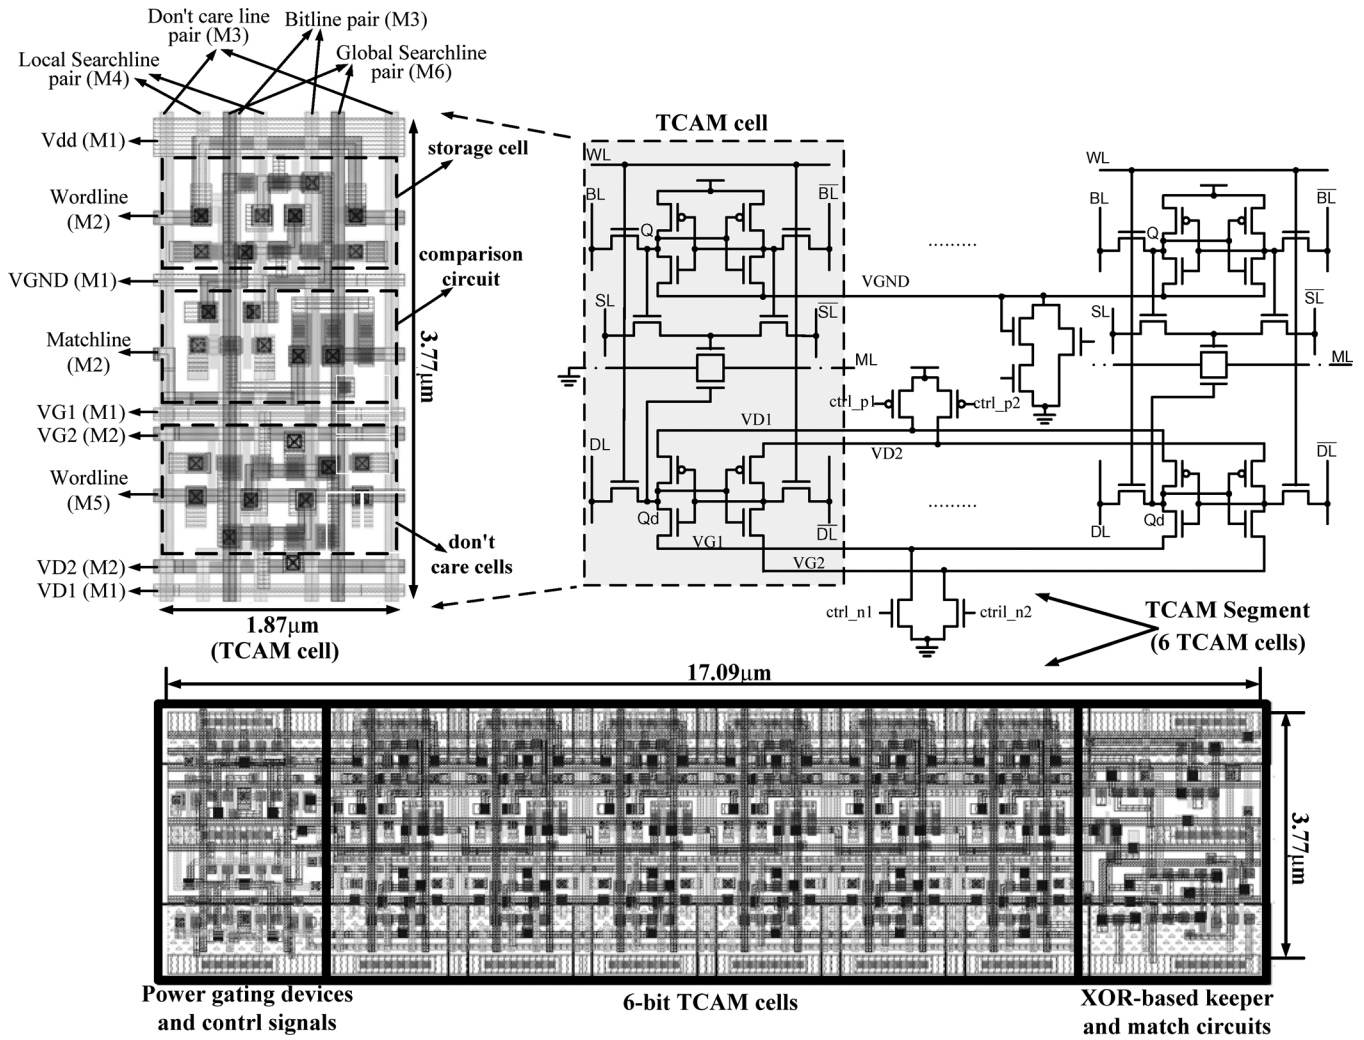 Don't care line
pair (M3)
Bitline pair (M3)
Local Searchline
pair (M4)
Global Searchline
pair (M6)
Vdd (M1)
storage cell
Wordline
(M2)
VGND (M1)
comparison
circuit
Matchline
(M2)
3.77μm
VG1 (M1)
VG2 (M2)
Wordline
(M5)
don't
care cells
VD2 (M2)
VD1 (M1)
1.87μm
(TCAM cell)
TCAM cell
WL
BL
BL
Q
SL
SL
VGND
ML
ctrl_p1
ctrl_p2
VD1
VD2
DL
DL
Qd
VG1
VG2
ctrl_n1
ctril_n2
.........
.........
WL
BL
BL
Q
SL
SL
ML
DL
DL
Qd
TCAM Segment
(6 TCAM cells)
17.09μm
3.77μm
Power gating devices
and contrl signals
6-bit TCAM cells
XOR-based keeper
and match circuits